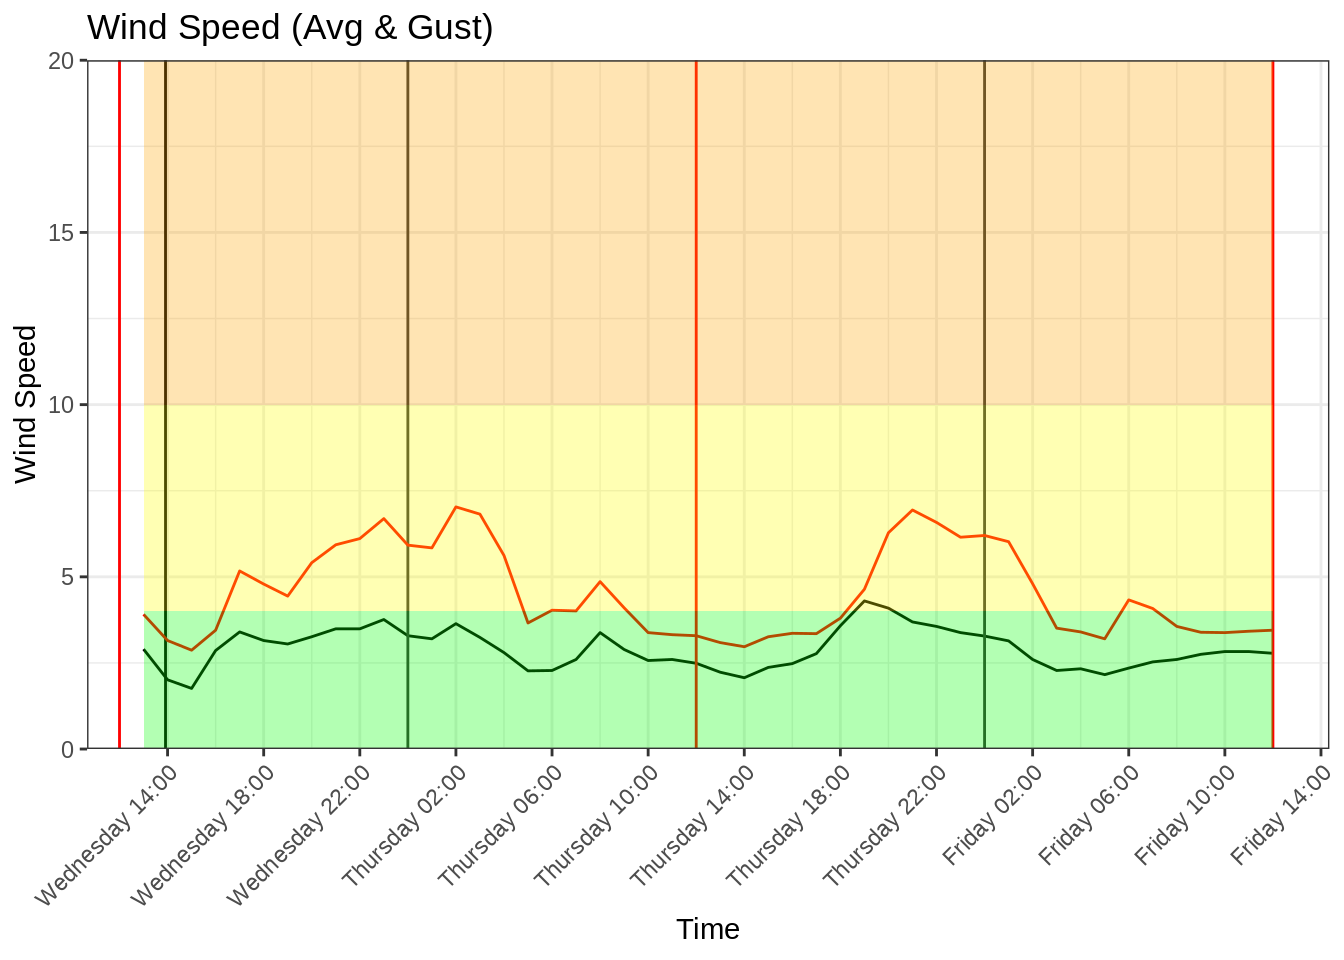 Wind Speed (Avg & Gust)
20
15
10
5
0
Wind Speed
Wednesday 14:00
Wednesday 18:00
Wednesday 22:00
Thursday 02:00
Thursday 06:00
Thursday 10:00
Thursday 14:00
Thursday 18:00
Thursday 22:00
Friday 02:00
Friday 06:00
Friday 10:00
Friday 14:00
Time